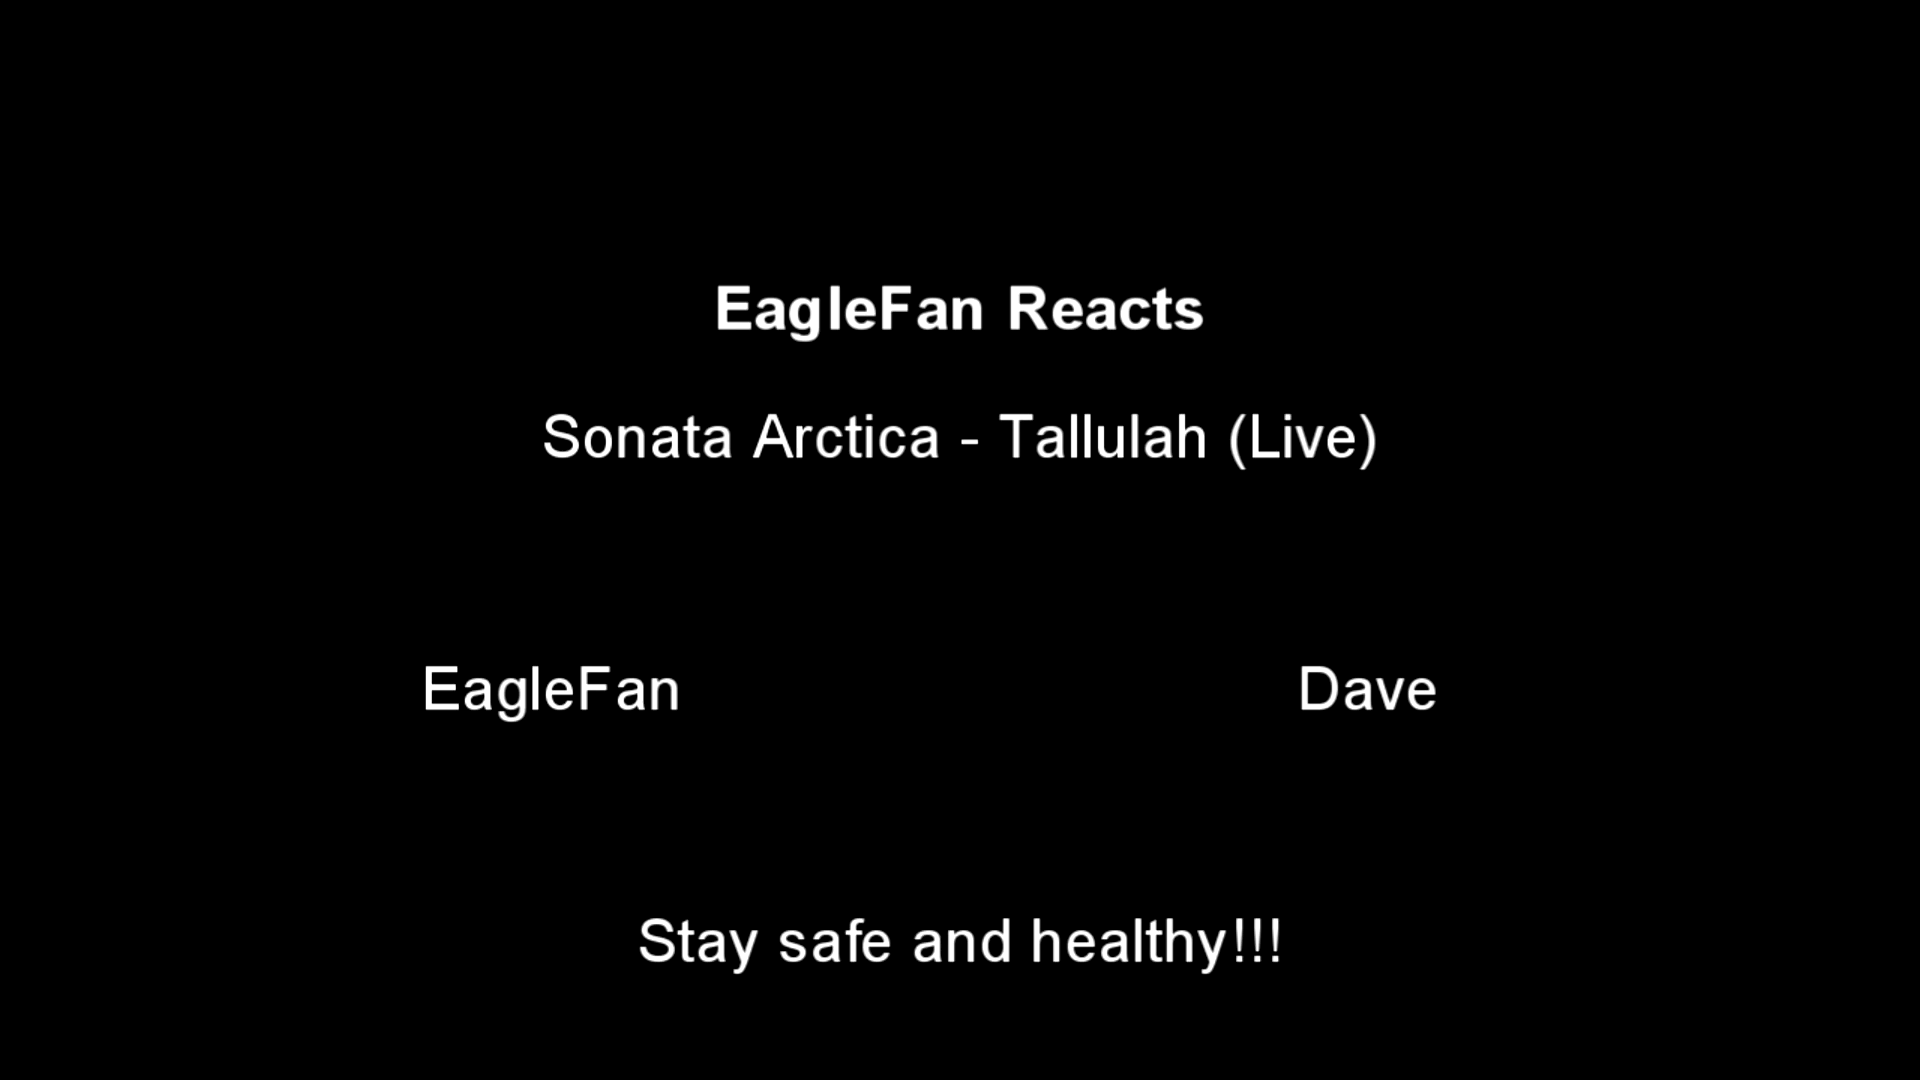 EagleFan Reacts
Sonata Arctica - Tallulah (Live)
EagleFan Dave
Stay safe and healthy!!!